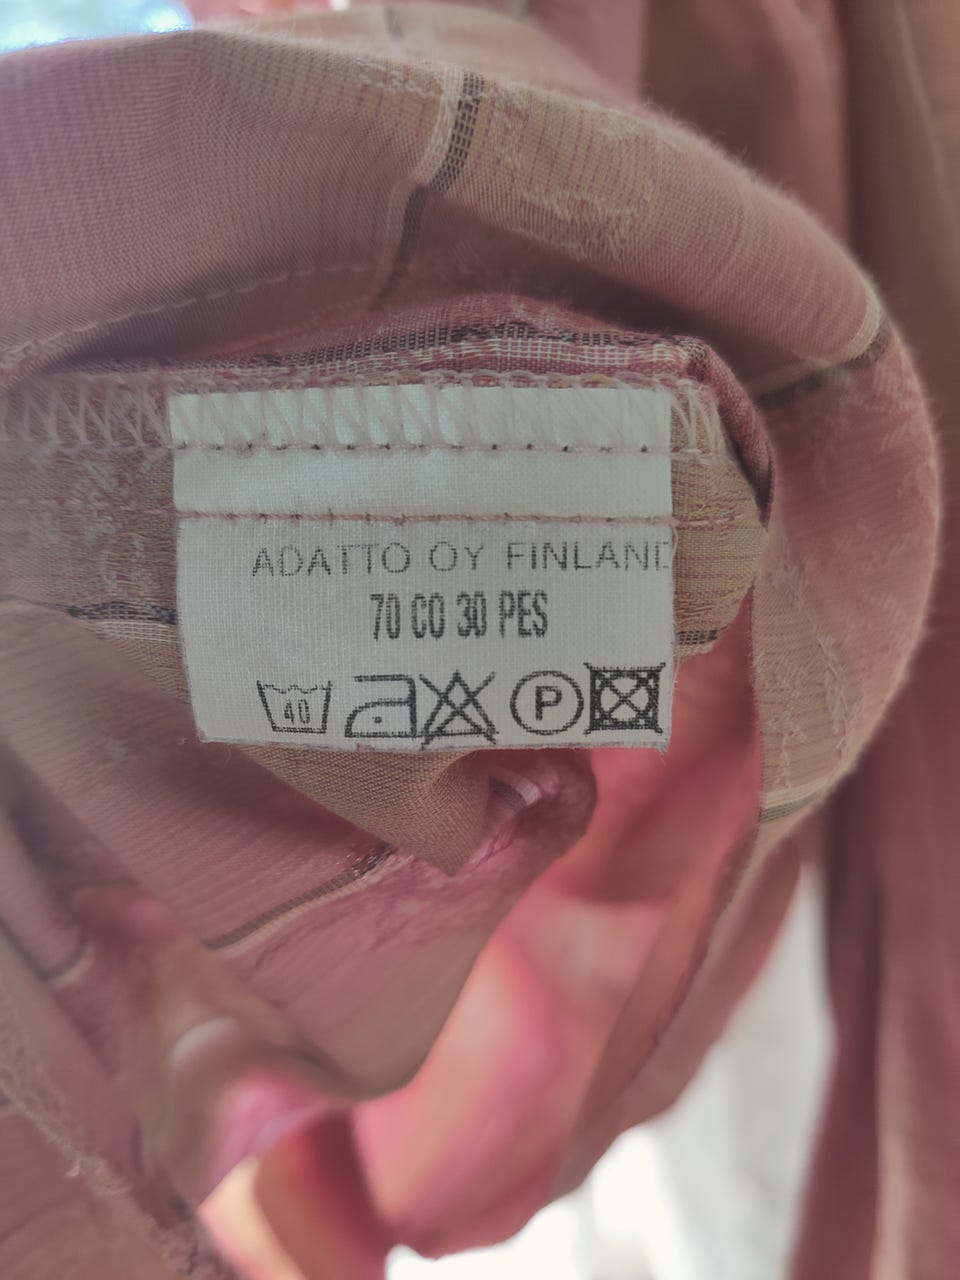 ADATTO OY FINLAND
70 CO 30 PES
40 P